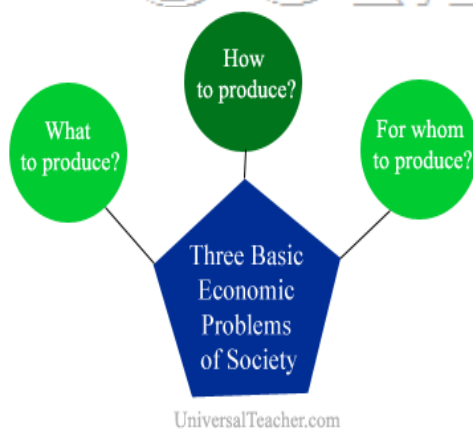 How
to produce?
What
to produce?
For whom
to produce?
Three Basic
Economic
Problems
of Society
UniversalTeacher.com